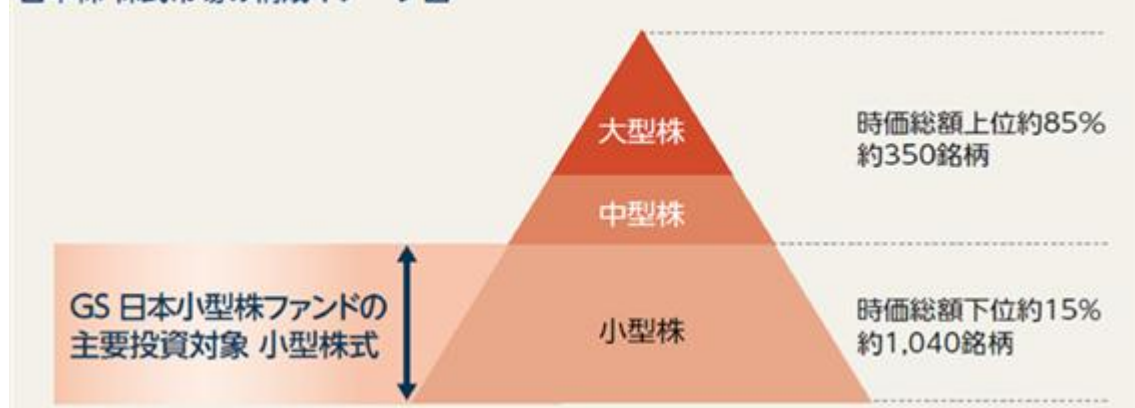 大型株
時価総額上位約85%
約350銘柄
中型株
GS 日本小型株ファンドの
主要投資対象 小型株式
小型株
時価総額下位約15%
約1,040銘柄